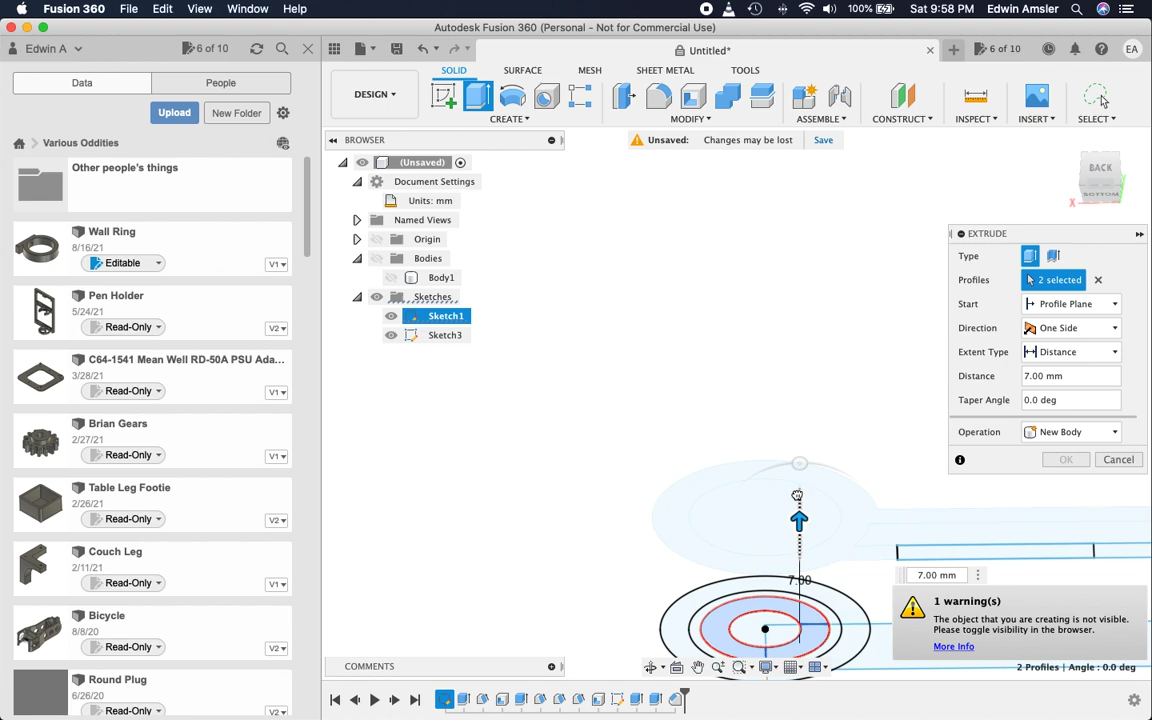 Fusion 360 File Edit View Window Help 100% Sat 9:58 PM Edwin Amsler
Autodesk Fusion 360 (Personal - Not for Commercial Use)
Edwin A 6 of 10 Untitled* 6 of 10 EA
Data People
SOLID SURFACE MESH SHEET METAL TOOLS
DESIGN
Upload New Folder
CREATE MODIFY ASSEMBLE CONSTRUCT INSPECT INSERT SELECT
Various Oddities
BROWSER
Unsaved: Changes may be lost Save
Other people's things
(Unsaved)
Document Settings
Units: mm
Named Views
Origin
Bodies
Body1
Sketches
Sketch1
Sketch3
BACK
BOTTOM
X
Y
Wall Ring
8/16/21
Editable V1
Pen Holder
5/24/21
Read-Only V2
C64-1541 Mean Well RD-50A PSU Ada...
3/28/21
Read-Only V1
Brian Gears
2/27/21
Read-Only V1
Table Leg Footie
2/26/21
Read-Only V2
Couch Leg
2/11/21
Read-Only V1
Bicycle
8/8/20
Read-Only V2
Round Plug
6/26/20
Read-Only V2
EXTRUDE
Type
Profiles 2 selected
Start Profile Plane
Direction One Side
Extent Type Distance
Distance 7.00 mm
Taper Angle 0.0 deg
Operation New Body
OK Cancel
7.00
7.00 mm
1 warning(s)
The object that you are creating is not visible.
Please toggle visibility in the browser.
More Info
COMMENTS
2 Profiles | Angle : 0.0 deg